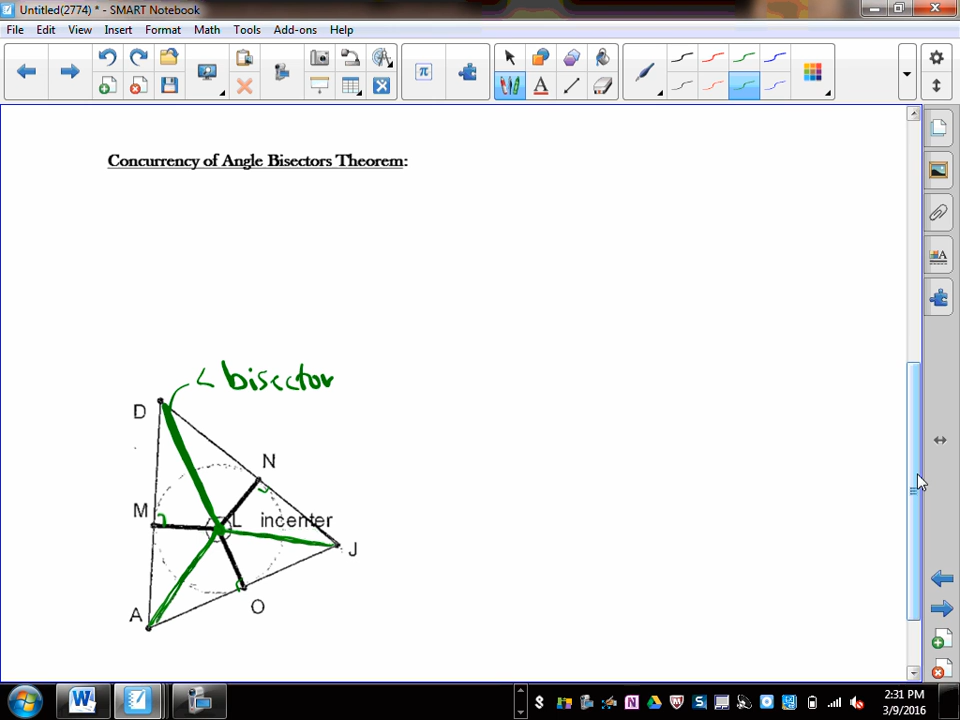 Untitled(2774) * - SMART Notebook
File Edit View Insert Format Math Tools Add-ons Help
Concurrency of Angle Bisectors Theorem:
< bisector
D
N
M
L incenter
J
A
O
2:31 PM
3/9/2016